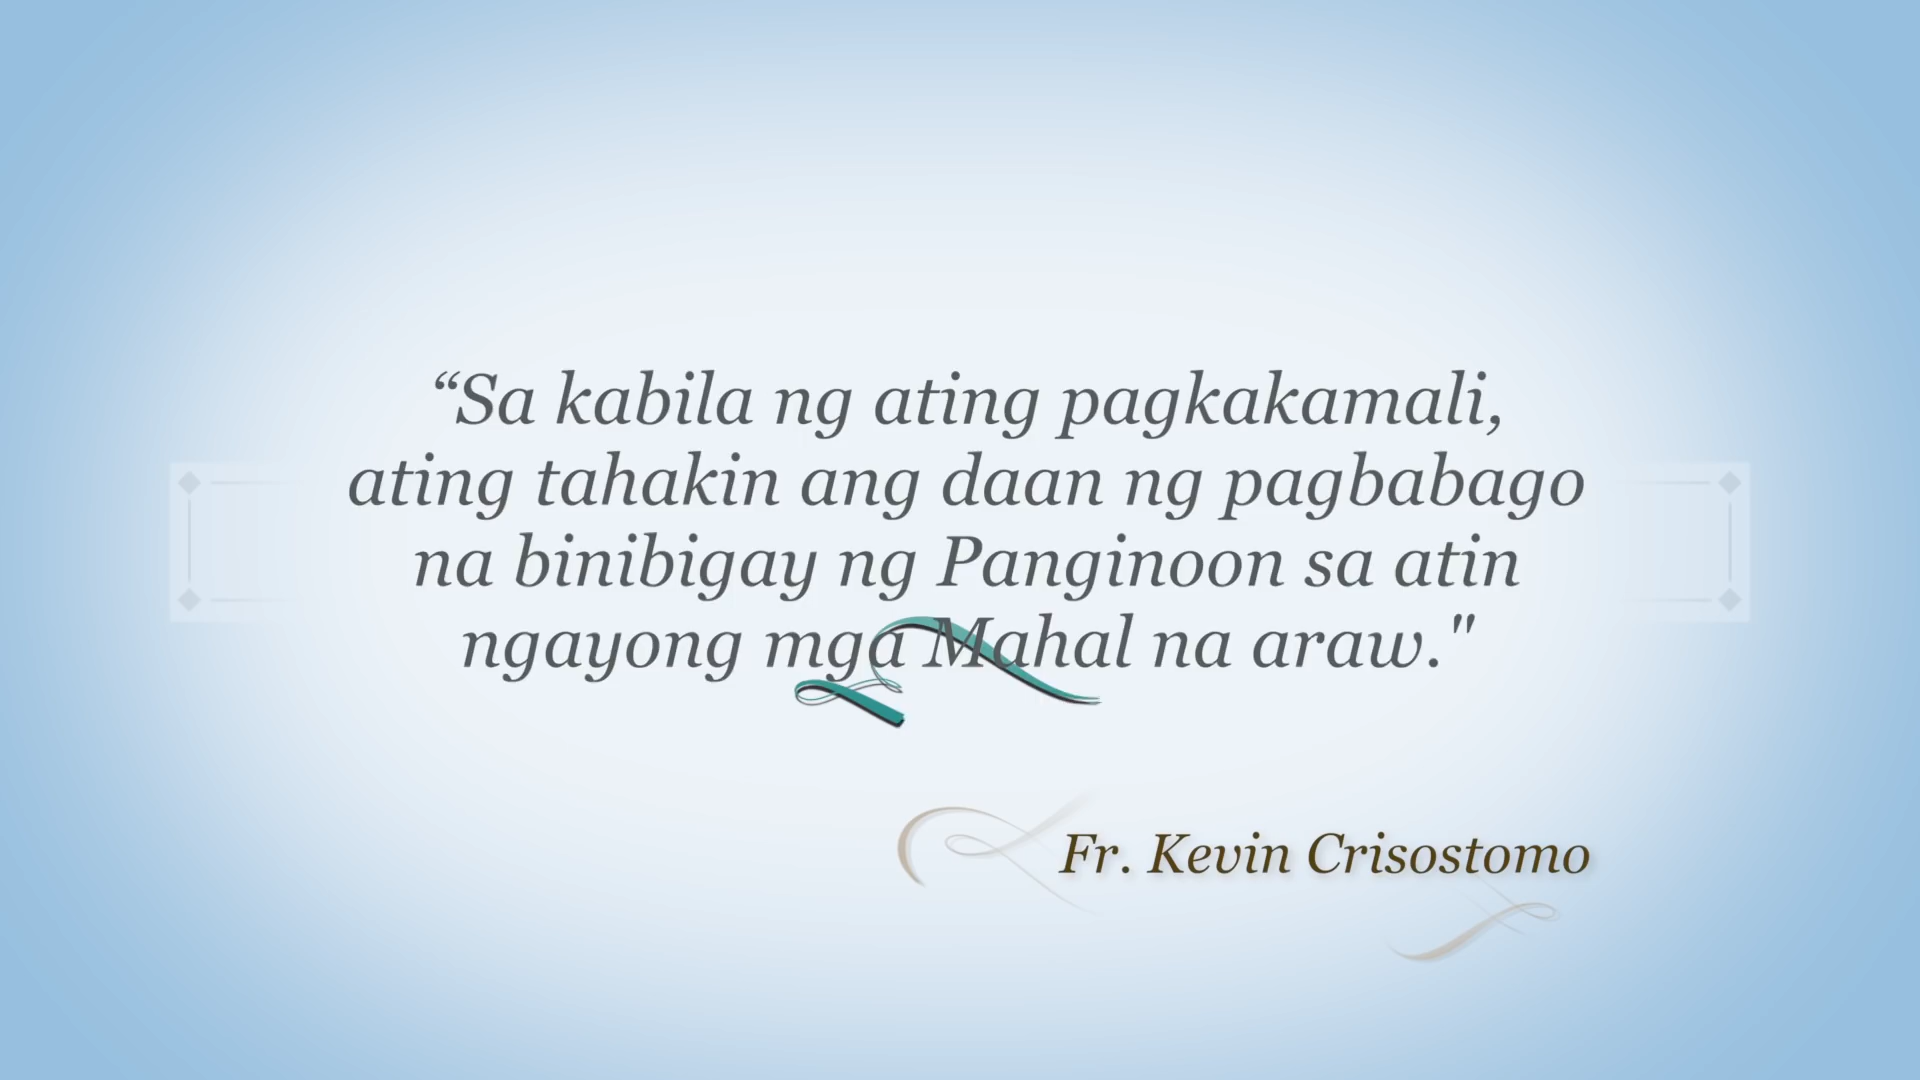 “Sa kabila ng ating pagkakamali,
ating tahakin ang daan ng pagbabago
na binibigay ng Panginoon sa atin
ngayong mga Mahal na araw."
Fr. Kevin Crisostomo